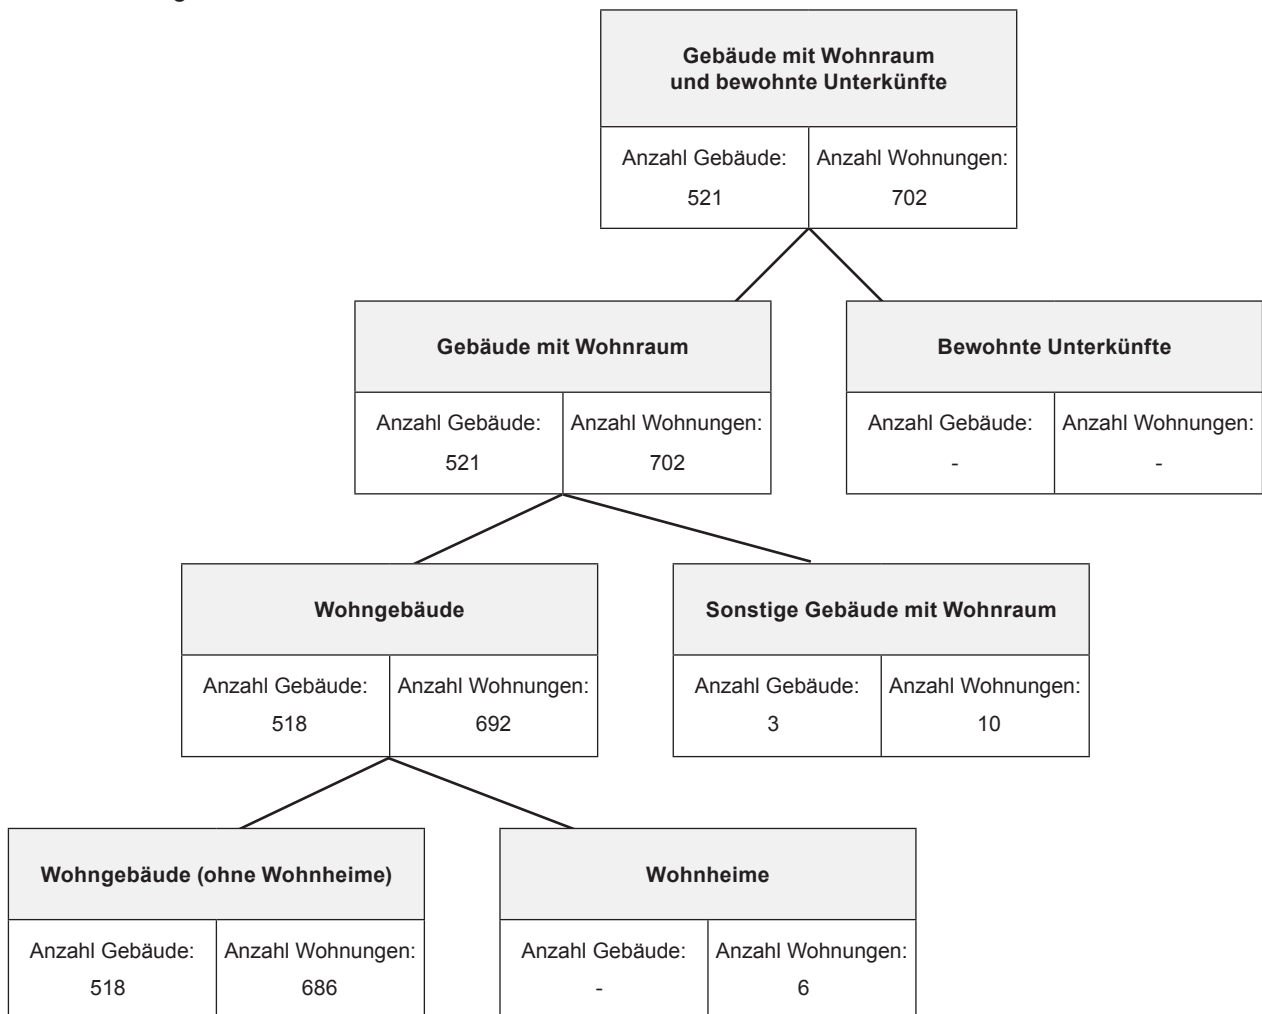 Gebäude mit Wohnraum
und bewohnte Unterkünfte
Anzahl Gebäude: Anzahl Wohnungen:
521 702
Gebäude mit Wohnraum Bewohnte Unterkünfte
Anzahl Gebäude: Anzahl Wohnungen: Anzahl Gebäude: Anzahl Wohnungen:
521 702 - -
Wohngebäude Sonstige Gebäude mit Wohnraum
Anzahl Gebäude: Anzahl Wohnungen: Anzahl Gebäude: Anzahl Wohnungen:
518 692 3 10
Wohngebäude (ohne Wohnheime) Wohnheime
Anzahl Gebäude: Anzahl Wohnungen: Anzahl Gebäude: Anzahl Wohnungen:
518 686 - 6